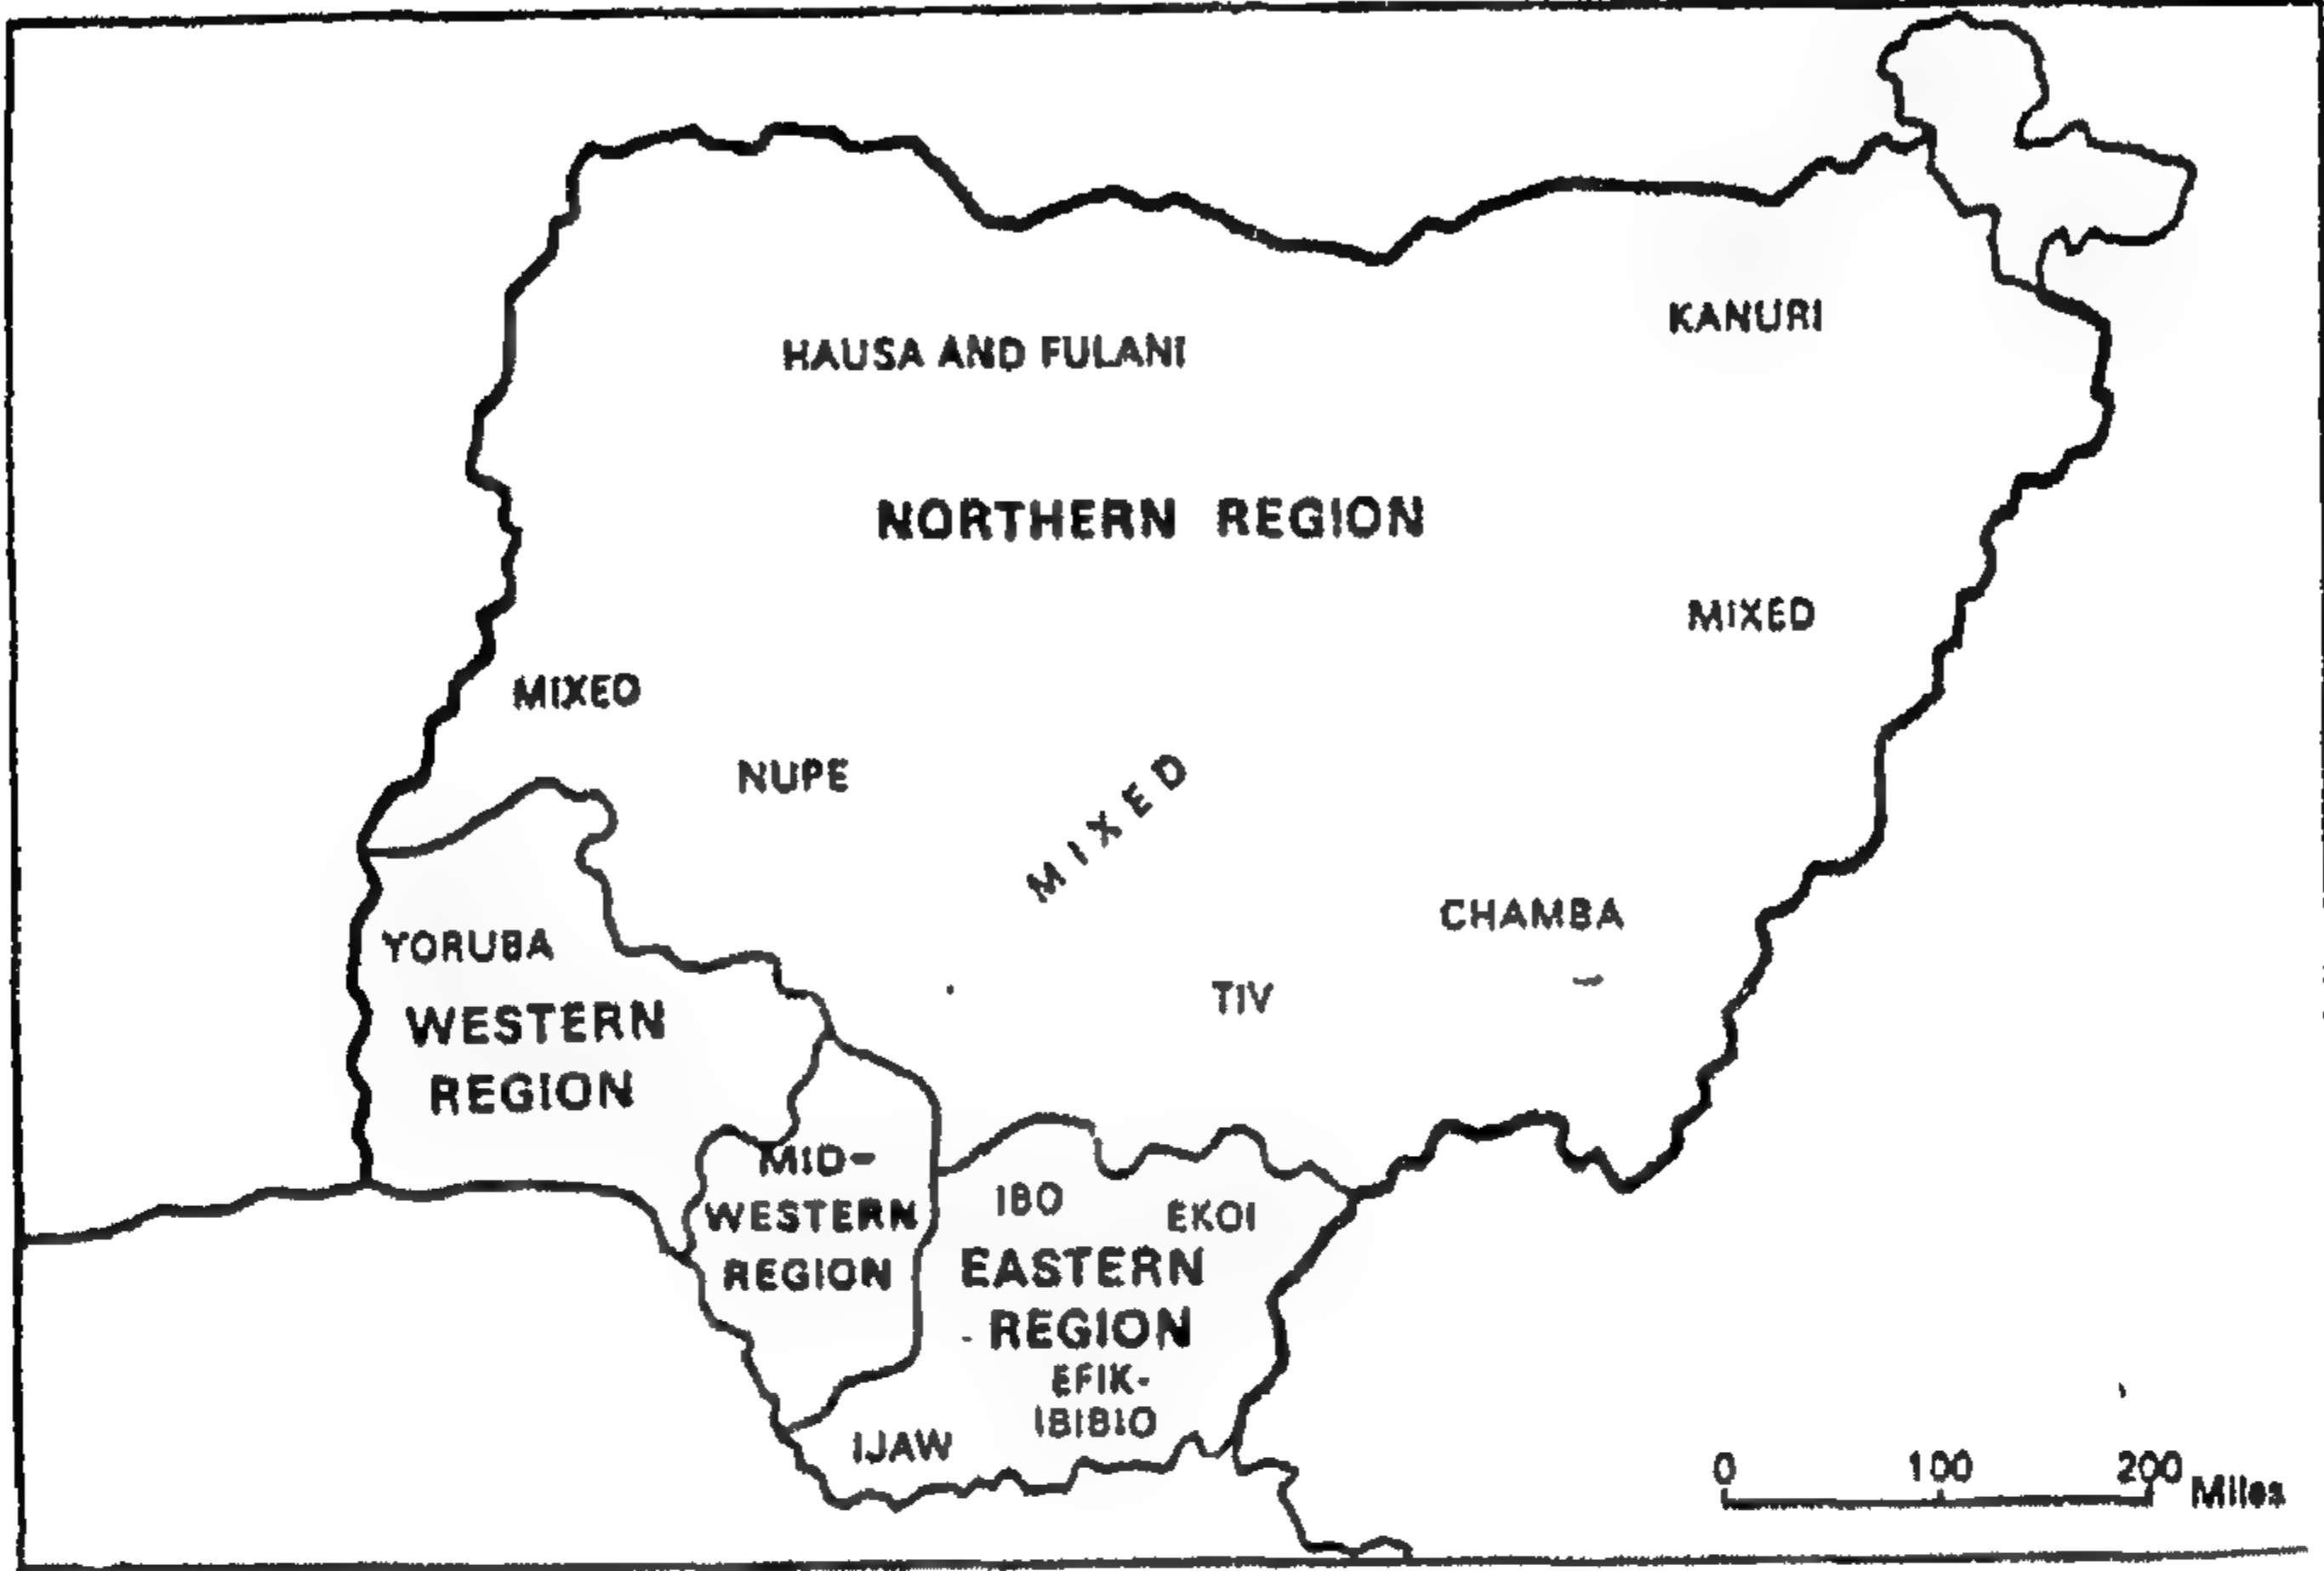 KANURI
HAUSA AND FULANI
NORTHERN REGION
MIXED
MIXED
NUPE
MIXED
CHAMBA
YORUBA
TIV
WESTERN
REGION
MID-
WESTERN
REGION
IBO
EKOI
EASTERN
REGION
EFIK-
IBIBIO
IJAW
0 100 200 Miles